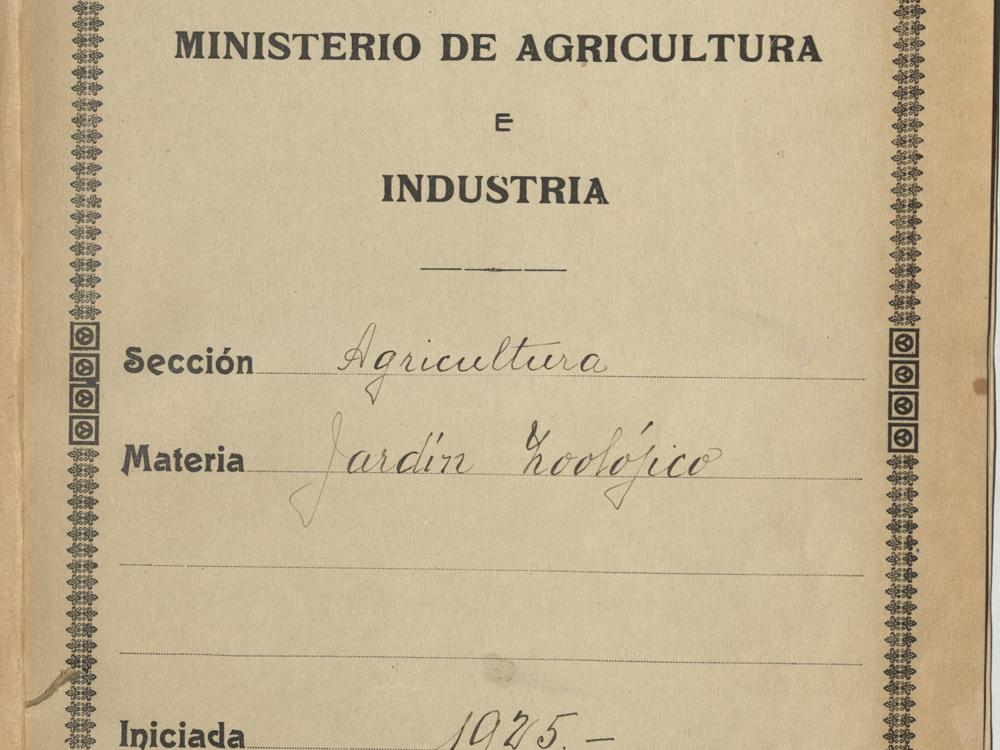 MINISTERIO DE AGRICULTURA
E
INDUSTRIA
Sección Agricultura
Materia Jardín Zoológico
Iniciada 1925.-